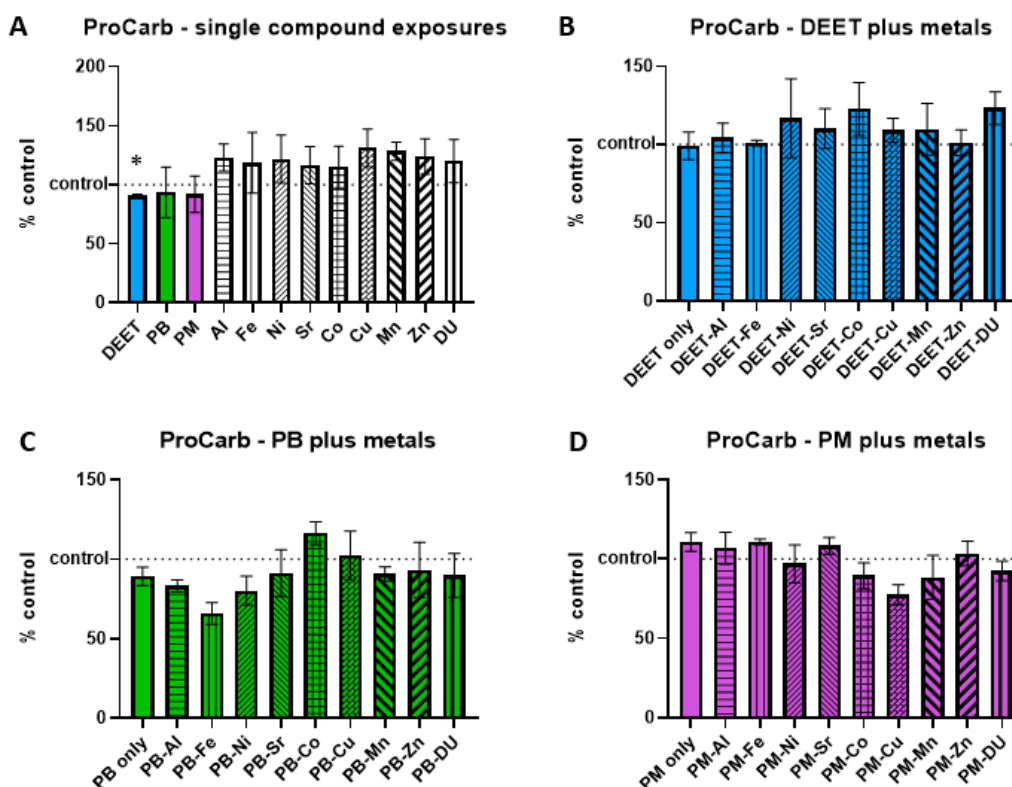 A
ProCarb - single compound exposures
200
150
control
50
0
% control
*
DEET
PB
PM
Al
Fe
Ni
Sr
Co
Cu
Mn
Zn
DU
B
ProCarb - DEET plus metals
150
control
50
0
% control
DEET only
DEET-Al
DEET-Fe
DEET-Ni
DEET-Sr
DEET-Co
DEET-Cu
DEET-Mn
DEET-Zn
DEET-DU
C
ProCarb - PB plus metals
150
control
50
0
% control
PB only
PB-Al
PB-Fe
PB-Ni
PB-Sr
PB-Co
PB-Cu
PB-Mn
PB-Zn
PB-DU
D
ProCarb - PM plus metals
150
control
50
0
% control
PM only
PM-Al
PM-Fe
PM-Ni
PM-Sr
PM-Co
PM-Cu
PM-Mn
PM-Zn
PM-DU